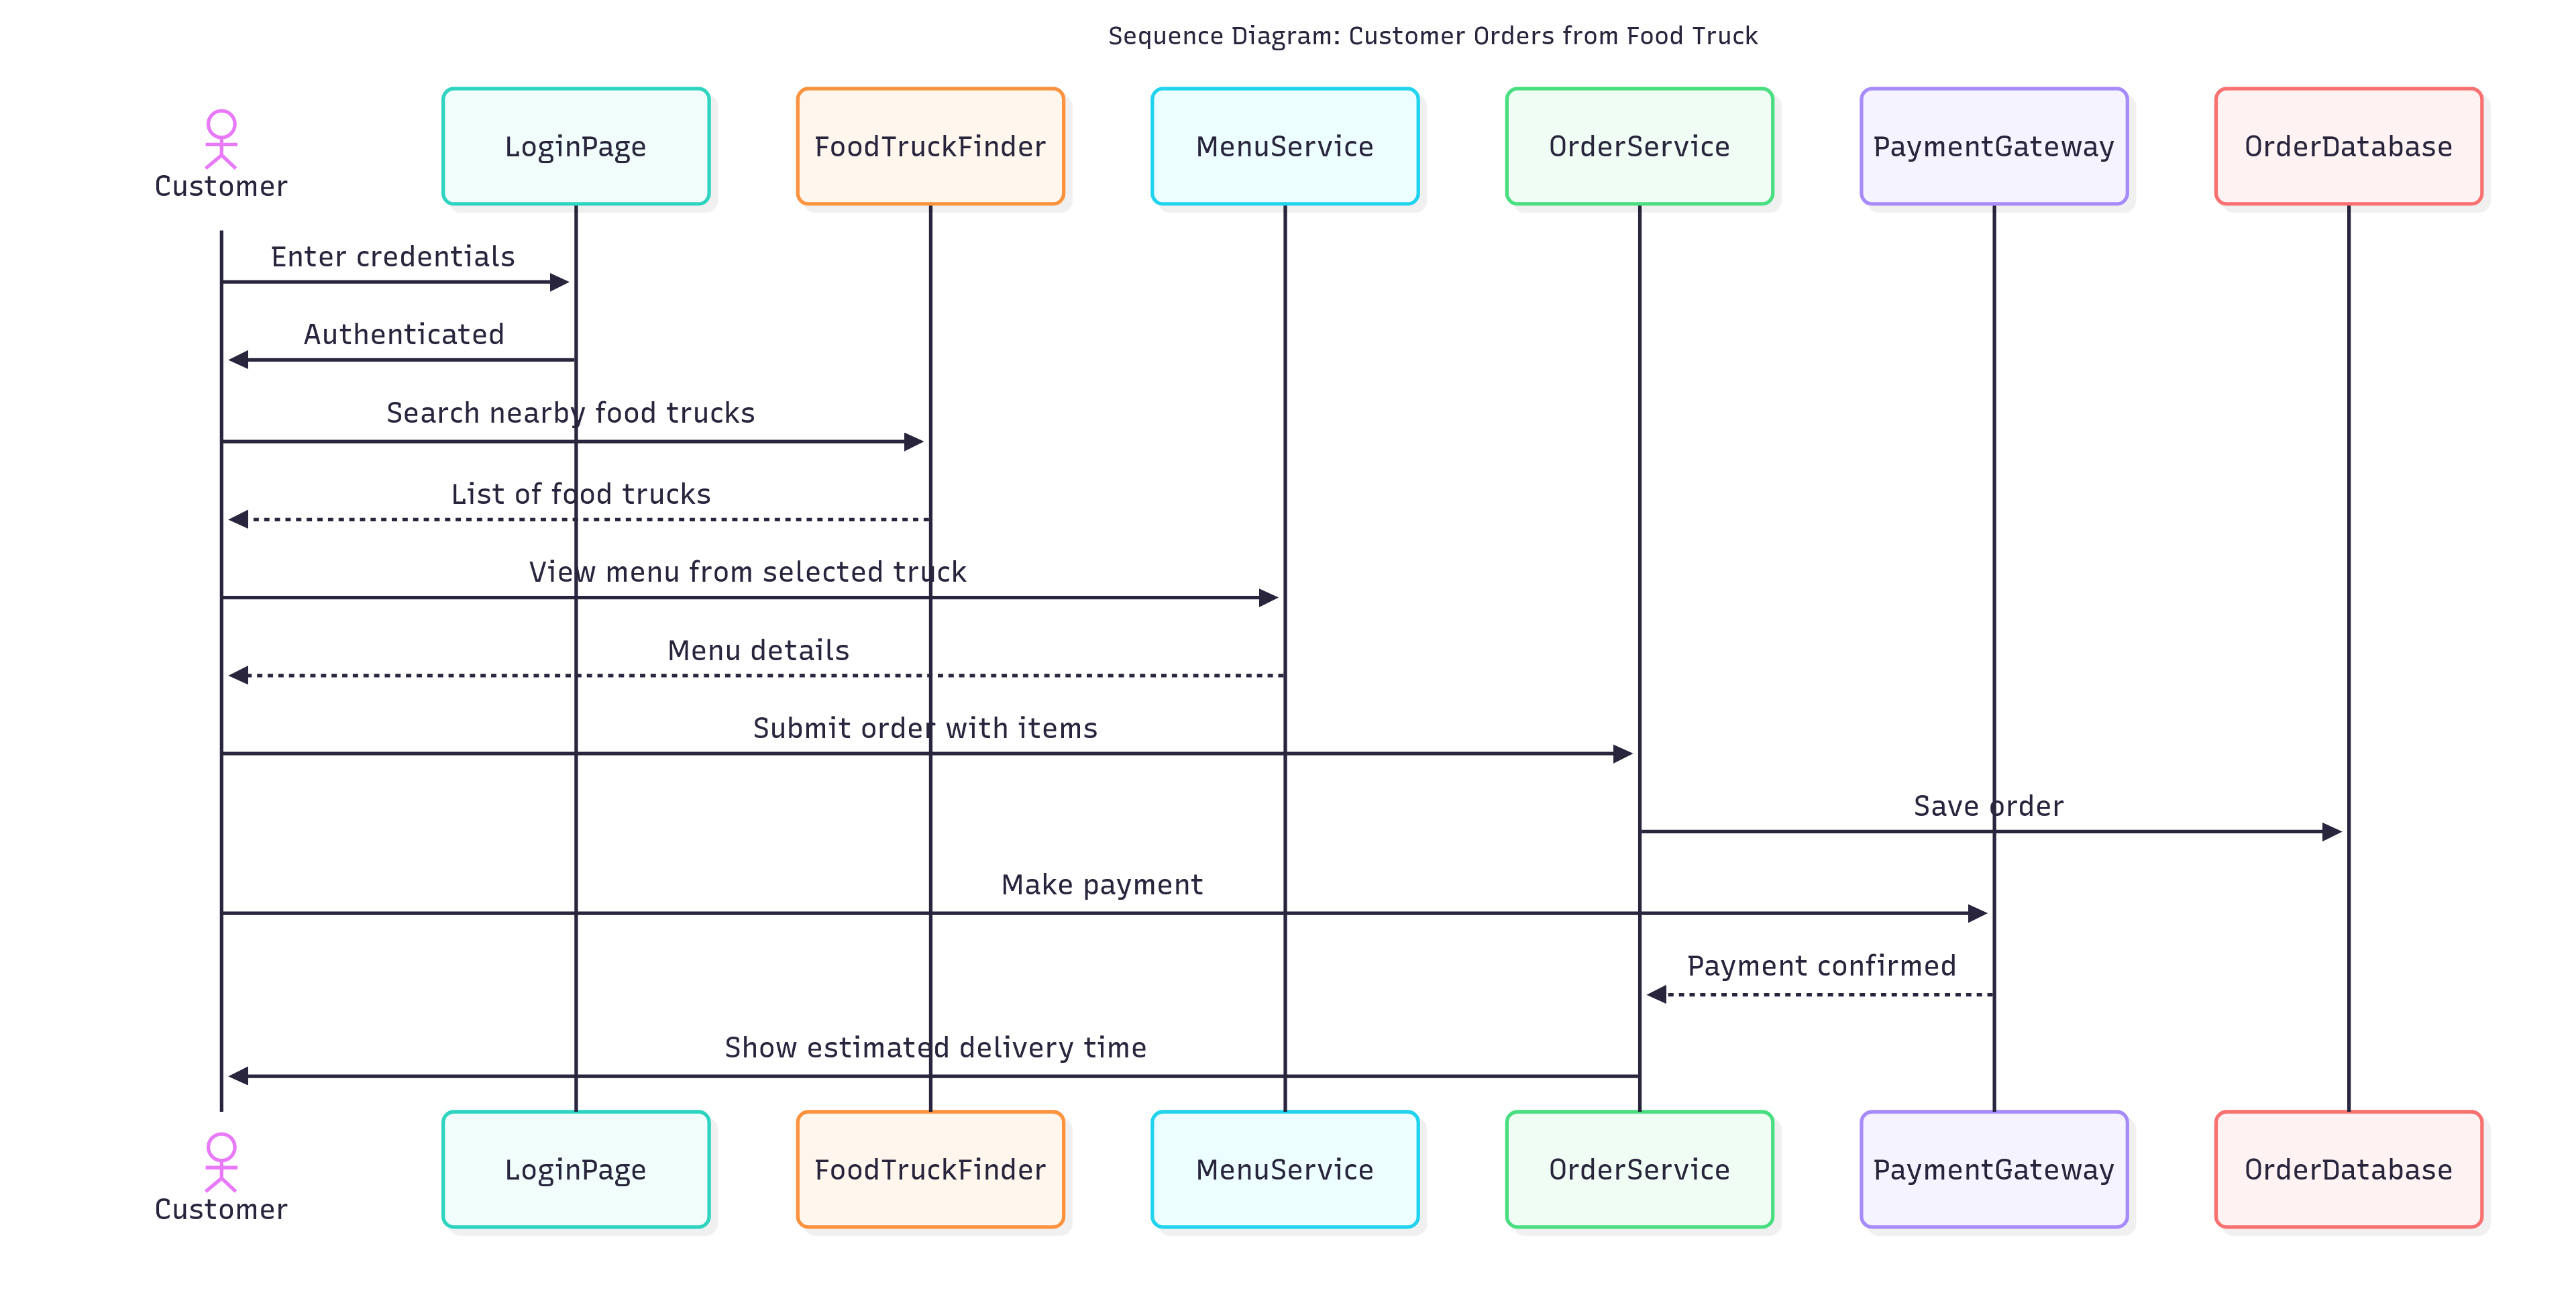 Sequence Diagram: Customer Orders from Food Truck
Customer
LoginPage
FoodTruckFinder
MenuService
OrderService
PaymentGateway
OrderDatabase
Enter credentials
Authenticated
Search nearby food trucks
List of food trucks
View menu from selected truck
Menu details
Submit order with items
Save order
Make payment
Payment confirmed
Show estimated delivery time
Customer
LoginPage
FoodTruckFinder
MenuService
OrderService
PaymentGateway
OrderDatabase